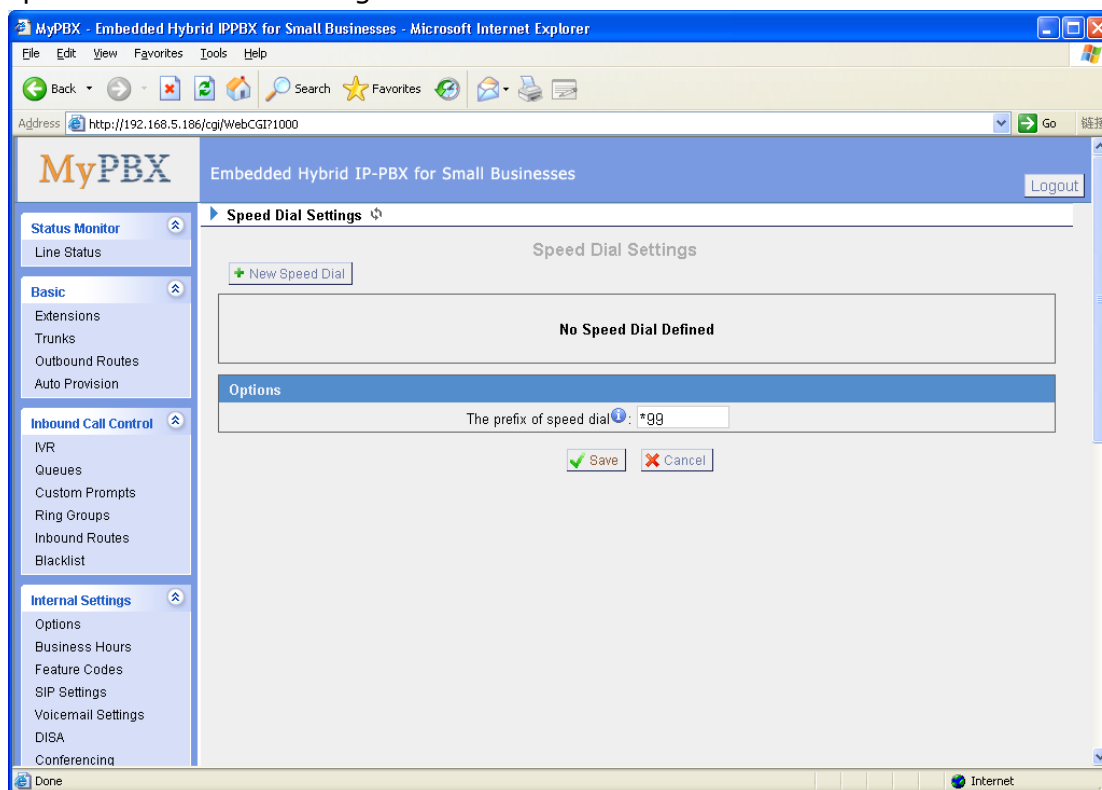 MyPBX - Embedded Hybrid IPPBX for Small Businesses - Microsoft Internet Explorer
File Edit View Favorites Tools Help
Back Search Favorites
Address http://192.168.5.186/cgi/WebCGI?1000 Go 链接
MyPBX
Embedded Hybrid IP-PBX for Small Businesses
Logout
Status Monitor
Line Status
Basic
Extensions
Trunks
Outbound Routes
Auto Provision
Inbound Call Control
IVR
Queues
Custom Prompts
Ring Groups
Inbound Routes
Blacklist
Internal Settings
Options
Business Hours
Feature Codes
SIP Settings
Voicemail Settings
DISA
Conferencing
Speed Dial Settings
Speed Dial Settings
New Speed Dial
No Speed Dial Defined
Options
The prefix of speed dial : *99
Save Cancel
Done Internet